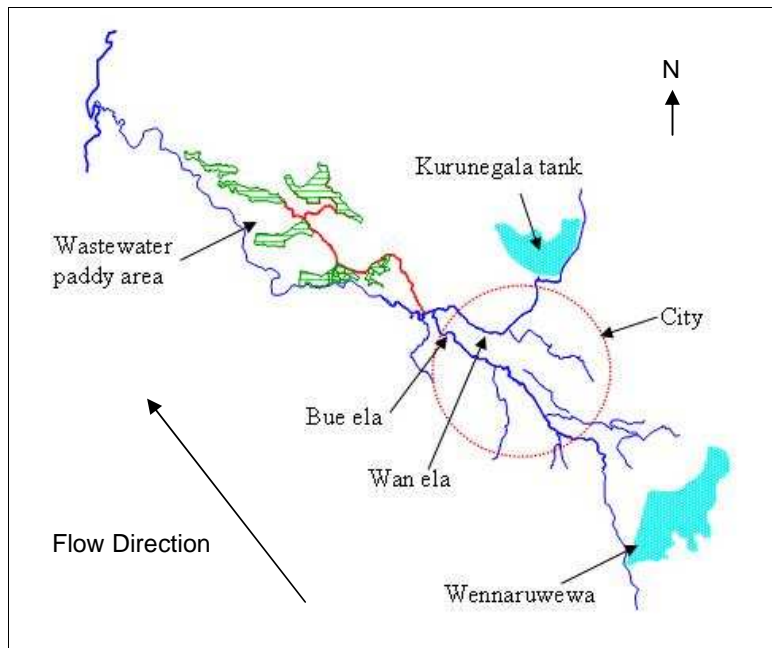 N
Kurunegala tank
Wastewater
paddy area
City
Bue ela
Wan ela
Flow Direction
Wennaruwewa